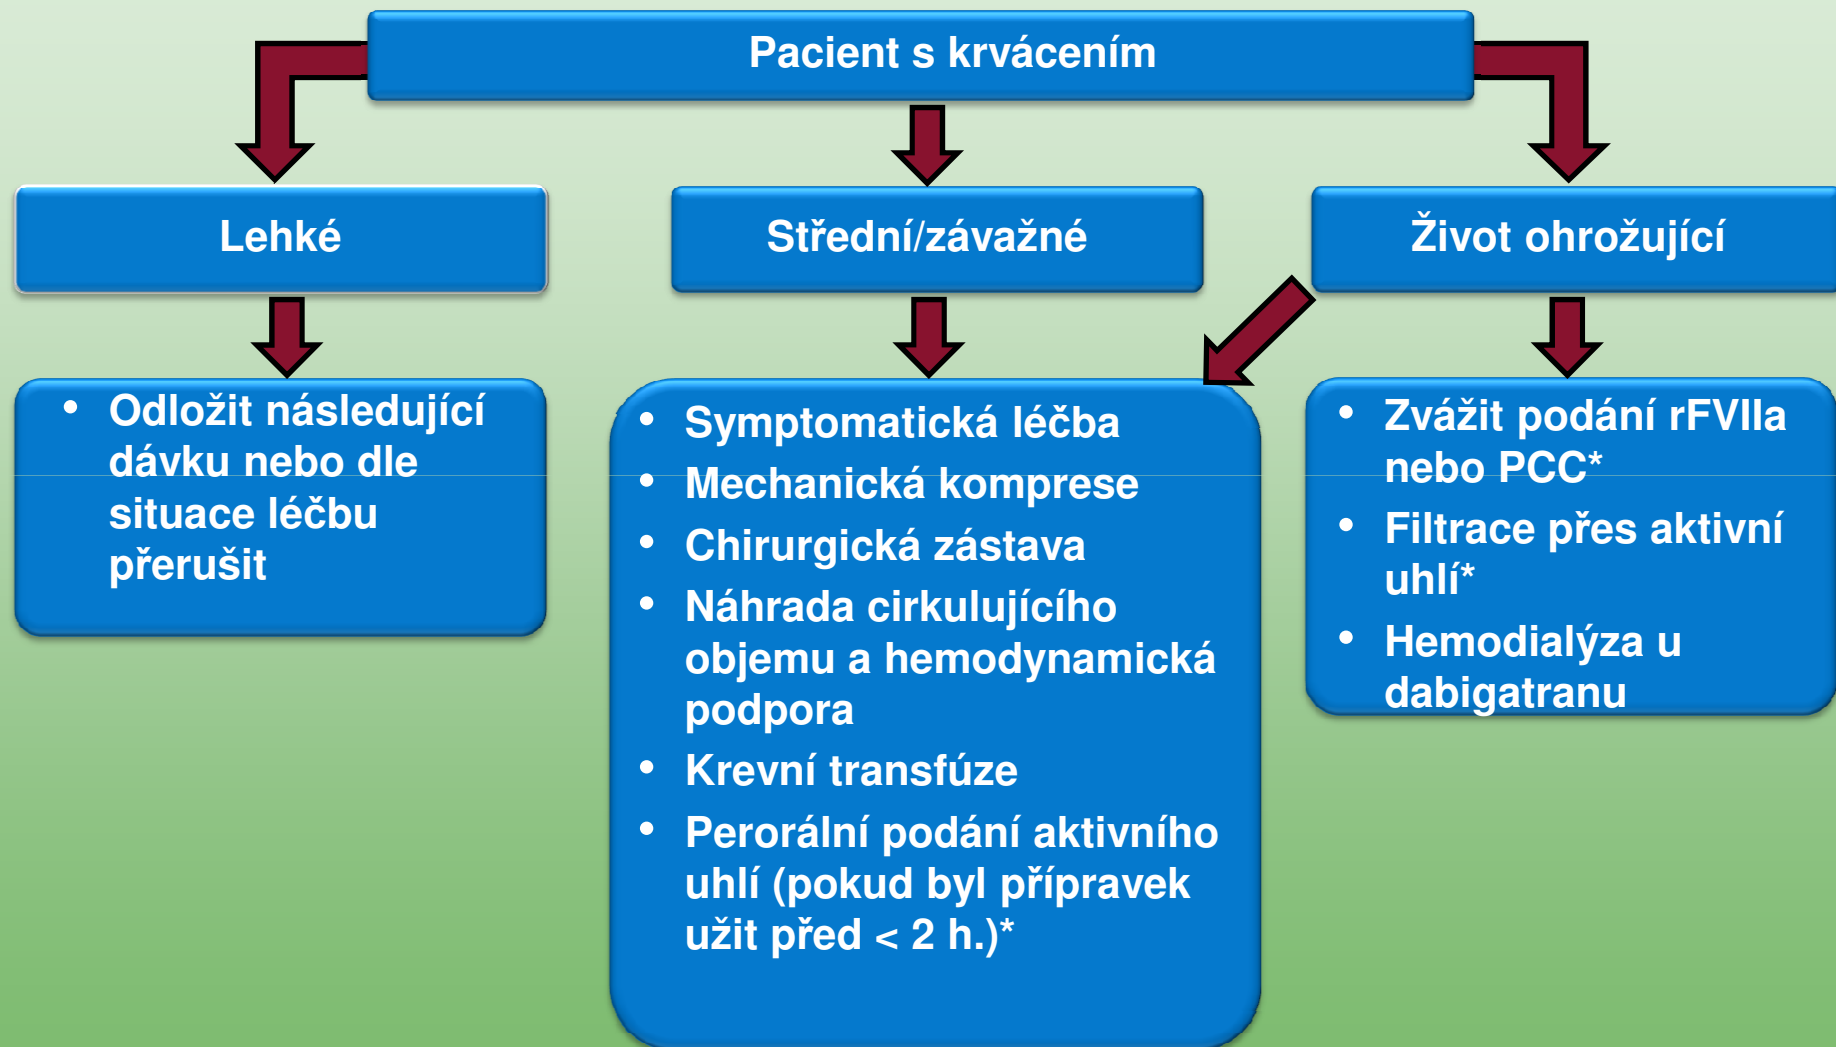 Pacient s krvácením
Lehké
Střední/závažné
Život ohrožující
• Odložit následující
dávku nebo dle
situace léčbu
přerušit
• Symptomatická léčba
• Mechanická komprese
• Chirurgická zástava
• Náhrada cirkulujícího
objemu a hemodynamická
podpora
• Krevní transfúze
• Perorální podání aktivního
uhlí (pokud byl přípravek
užit před < 2 h.)*
• Zvážit podání rFVIIa
nebo PCC*
• Filtrace přes aktivní
uhlí*
• Hemodialýza u
dabigatranu